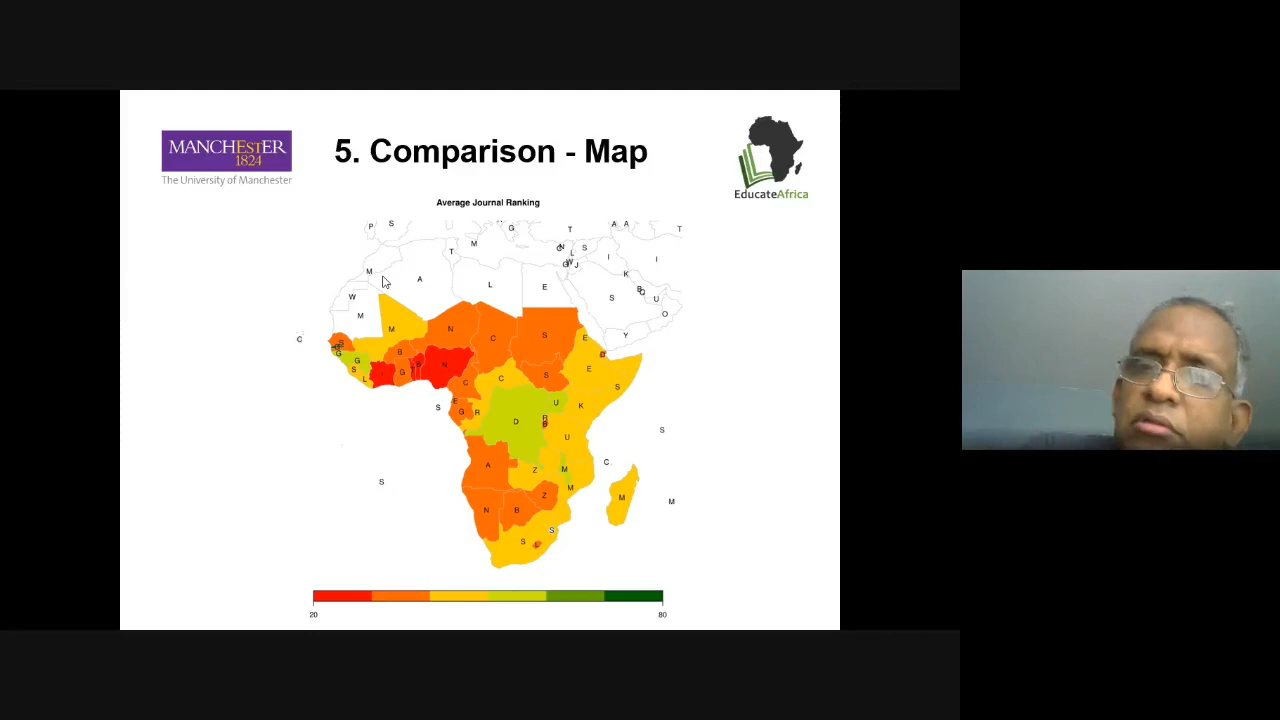 MANCHESTER
1824
The University of Manchester
5. Comparison - Map
EducateAfrica
Average Journal Ranking
P S G T A A T
T M C N L S I I
M A G W J K
W L E S B Q U
M O
Y
C S M N C S E
G G B N E
S L G B C C S E S
S E G R D U K
R B U S
A Z M C
S M M M
N B Z
S S L
20 80